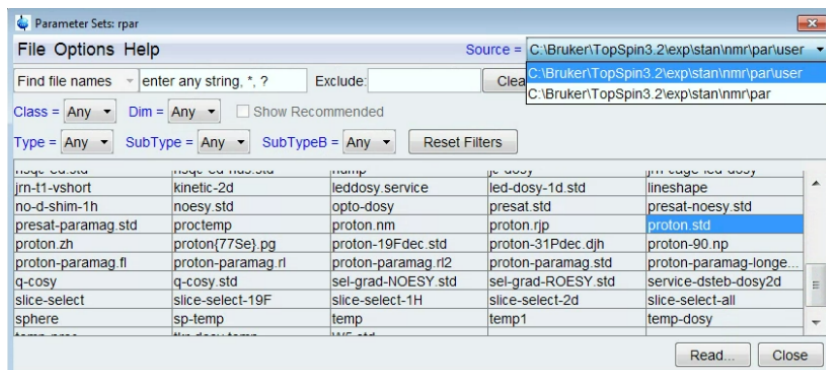 Parameter Sets: rpar
File Options Help Source = C:\Bruker\TopSpin3.2\exp\stan\nmr\par\user
Find file names enter any string, *, ? Exclude: Clea C:\Bruker\TopSpin3.2\exp\stan\nmr\par\user
C:\Bruker\TopSpin3.2\exp\stan\nmr\par
Class = Any Dim = Any Show Recommended
Type = Any SubType = Any SubTypeB = Any Reset Filters
jrn-t1-vshort kinetic-2d leddosy.service led-dosy-1d.std lineshape
no-d-shim-1h noesy.std opto-dosy presat.std presat-noesy.std
presat-paramag.std proctemp proton.nm proton.rjp proton.std
proton.zh proton{77Se}.pg proton-19Fdec.std proton-31Pdec.djh proton-90.np
proton-paramag.fl proton-paramag.rl proton-paramag.rl2 proton-paramag.std proton-paramag-longe...
q-cosy q-cosy.std sel-grad-NOESY.std sel-grad-ROESY.std service-dsteb-dosy2d
slice-select slice-select-19F slice-select-1H slice-select-2d slice-select-all
sphere sp-temp temp temp1 temp-dosy
Read... Close